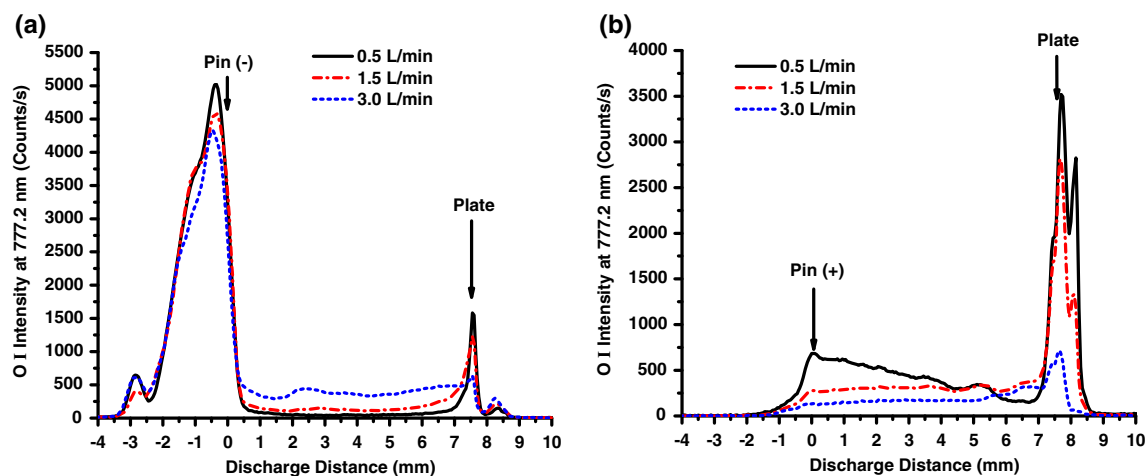 (a)
O I Intensity at 777.2 nm (Counts/s)
5500
5000
4500
4000
3500
3000
2500
2000
1500
1000
500
0
Pin (-)
0.5 L/min
1.5 L/min
3.0 L/min
Plate
-4 -3 -2 -1 0 1 2 3 4 5 6 7 8 9 10
Discharge Distance (mm)
(b)
O I Intensity at 777.2 nm (Counts/s)
4000
3500
3000
2500
2000
1500
1000
500
0
0.5 L/min
1.5 L/min
3.0 L/min
Plate
Pin (+)
-4 -3 -2 -1 0 1 2 3 4 5 6 7 8 9 10
Discharge Distance (mm)